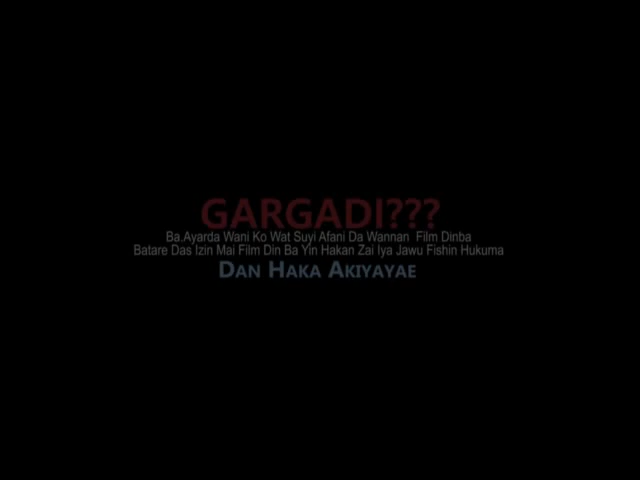 GARGADI???
Ba.Ayarda Wani Ko Wat Suyi Afani Da Wannan Film Dinba
Batare Das Izin Mai Film Din Ba Yin Hakan Zai Iya Jawu Fishin Hukuma
DAN HAKA AKIYAYAE